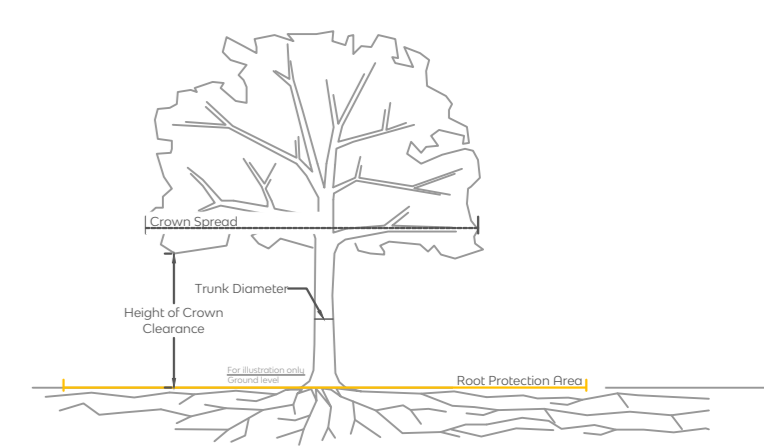 Crown Spread
Trunk Diameter
Height of Crown
Clearance
For illustration only
Ground level
Root Protection Area